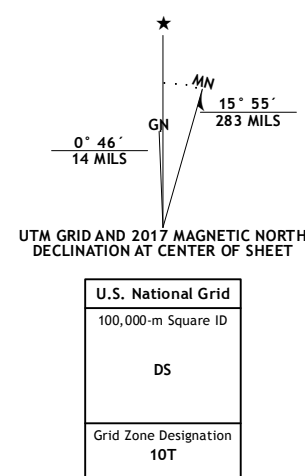 ★
MN
GN
15° 55´
283 MILS
0° 46´
14 MILS
UTM GRID AND 2017 MAGNETIC NORTH
DECLINATION AT CENTER OF SHEET
U.S. National Grid
100,000-m Square ID
DS
Grid Zone Designation
10T